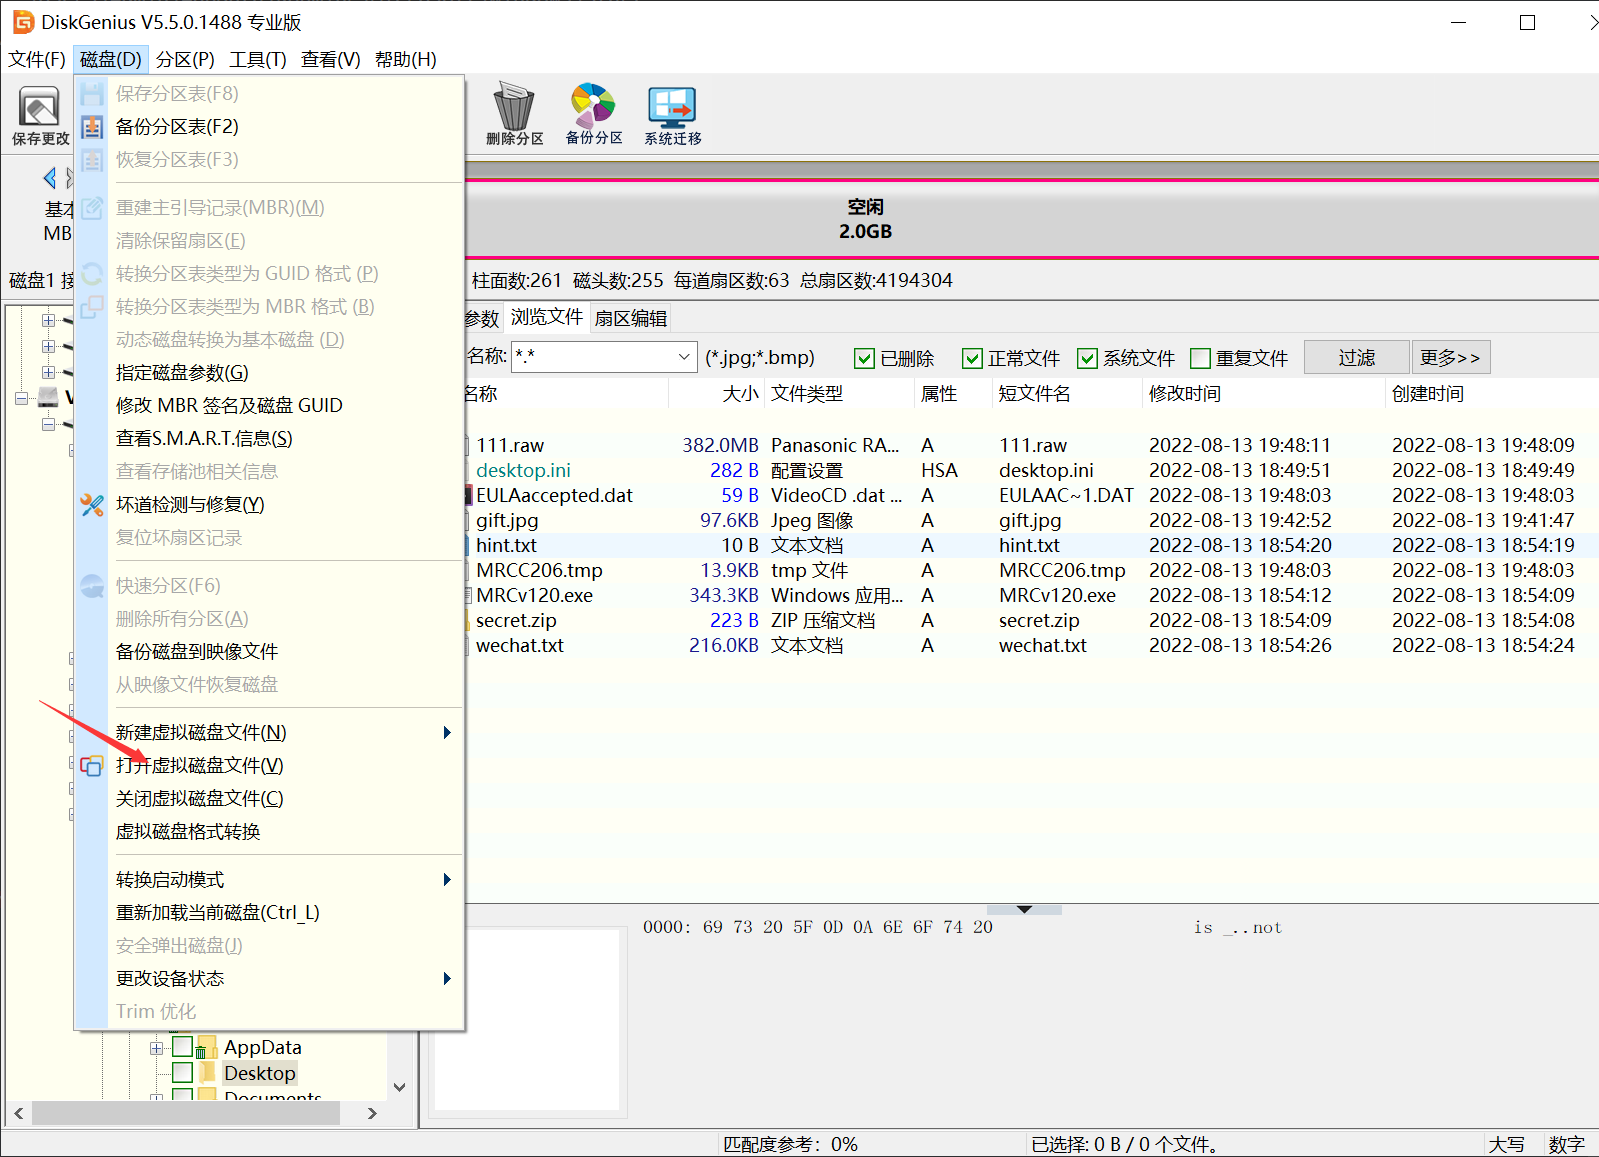 DiskGenius V5.5.0.1488 专业版
文件(F) 磁盘(D) 分区(P) 工具(T) 查看(V) 帮助(H)
保存更改
删除分区 备份分区 系统迁移
保存分区表(F8)
备份分区表(F2)
恢复分区表(F3)
重建主引导记录(MBR)(M)
清除保留扇区(E)
转换分区表类型为 GUID 格式 (P)
转换分区表类型为 MBR 格式 (B)
动态磁盘转换为基本磁盘 (D)
指定磁盘参数(G)
修改 MBR 签名及磁盘 GUID
查看S.M.A.R.T.信息(S)
查看存储池相关信息
坏道检测与修复(Y)
复位坏扇区记录
快速分区(F6)
删除所有分区(A)
备份磁盘到映像文件
从映像文件恢复磁盘
新建虚拟磁盘文件(N)
打开虚拟磁盘文件(V)
关闭虚拟磁盘文件(C)
虚拟磁盘格式转换
转换启动模式
重新加载当前磁盘(Ctrl_L)
安全弹出磁盘(J)
更改设备状态
Trim 优化
基本
MB
空闲
2.0GB
磁盘1 接
柱面数:261 磁头数:255 每道扇区数:63 总扇区数:4194304
参数 浏览文件 扇区编辑
名称: *.* (*.jpg;*.bmp) 已删除 正常文件 系统文件 重复文件 过滤 更多>>
名称 大小 文件类型 属性 短文件名 修改时间 创建时间
111.raw 382.0MB Panasonic RA... A 111.raw 2022-08-13 19:48:11 2022-08-13 19:48:09
desktop.ini 282 B 配置设置 HSA desktop.ini 2022-08-13 18:49:51 2022-08-13 18:49:49
EULAaccepted.dat 59 B VideoCD .dat ... A EULAAC~1.DAT 2022-08-13 19:48:03 2022-08-13 19:48:03
gift.jpg 97.6KB Jpeg 图像 A gift.jpg 2022-08-13 19:42:52 2022-08-13 19:41:47
hint.txt 10 B 文本文档 A hint.txt 2022-08-13 18:54:20 2022-08-13 18:54:19
MRCC206.tmp 13.9KB tmp 文件 A MRCC206.tmp 2022-08-13 19:48:03 2022-08-13 19:48:03
MRCv120.exe 343.3KB Windows 应用... A MRCv120.exe 2022-08-13 18:54:12 2022-08-13 18:54:09
secret.zip 223 B ZIP 压缩文档 A secret.zip 2022-08-13 18:54:09 2022-08-13 18:54:08
wechat.txt 216.0KB 文本文档 A wechat.txt 2022-08-13 18:54:26 2022-08-13 18:54:24
0000: 69 73 20 5F 0D 0A 6E 6F 74 20 is _..not
AppData
Desktop
Documents
匹配度参考：0% 已选择: 0 B / 0 个文件。 大写 数字